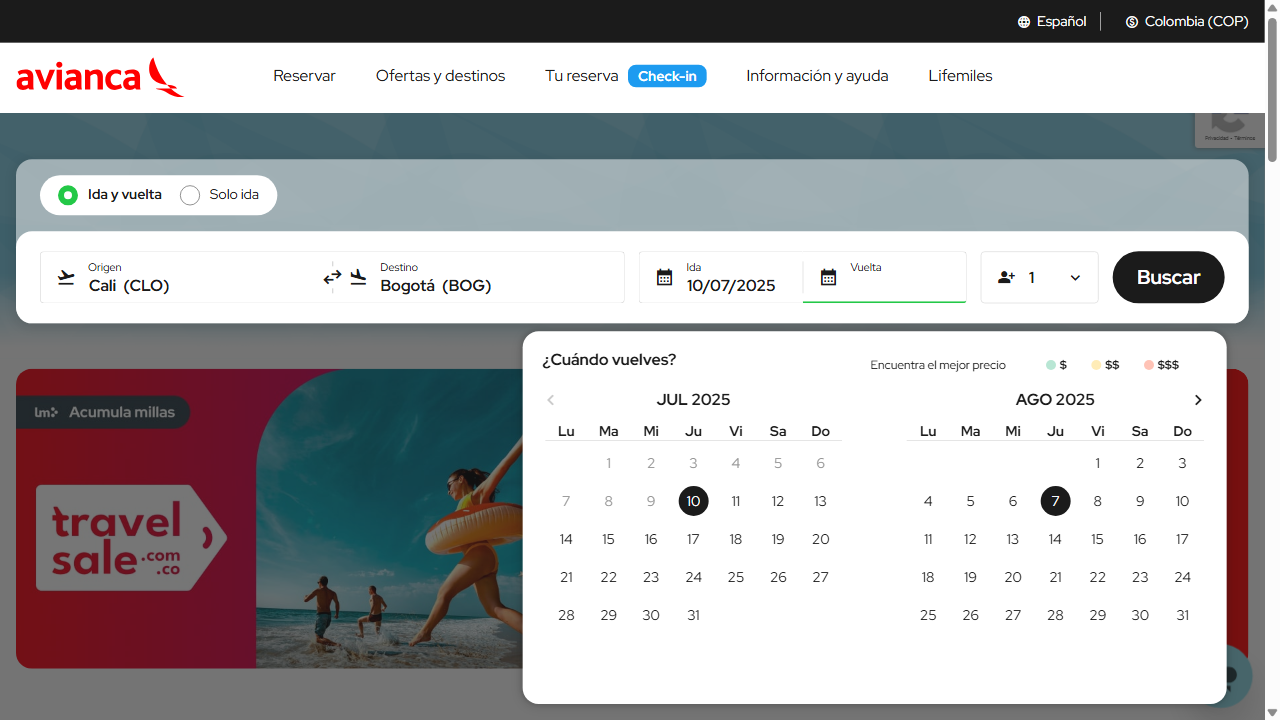 Español
Colombia (COP)
avianca
Reservar
Ofertas y destinos
Tu reserva
Check-in
Información y ayuda
Lifemiles
Privacidad - Términos
Ida y vuelta
Solo ida
Origen
Cali (CLO)
Destino
Bogotá (BOG)
Ida
10/07/2025
Vuelta
1
Buscar
¿Cuándo vuelves?
Encuentra el mejor precio
$
$$
$$$
JUL 2025
Lu Ma Mi Ju Vi Sa Do
1 2 3 4 5 6
7 8 9 10 11 12 13
14 15 16 17 18 19 20
21 22 23 24 25 26 27
28 29 30 31
AGO 2025
Lu Ma Mi Ju Vi Sa Do
1 2 3
4 5 6 7 8 9 10
11 12 13 14 15 16 17
18 19 20 21 22 23 24
25 26 27 28 29 30 31
lm
Acumula millas
travel
sale.com
.co